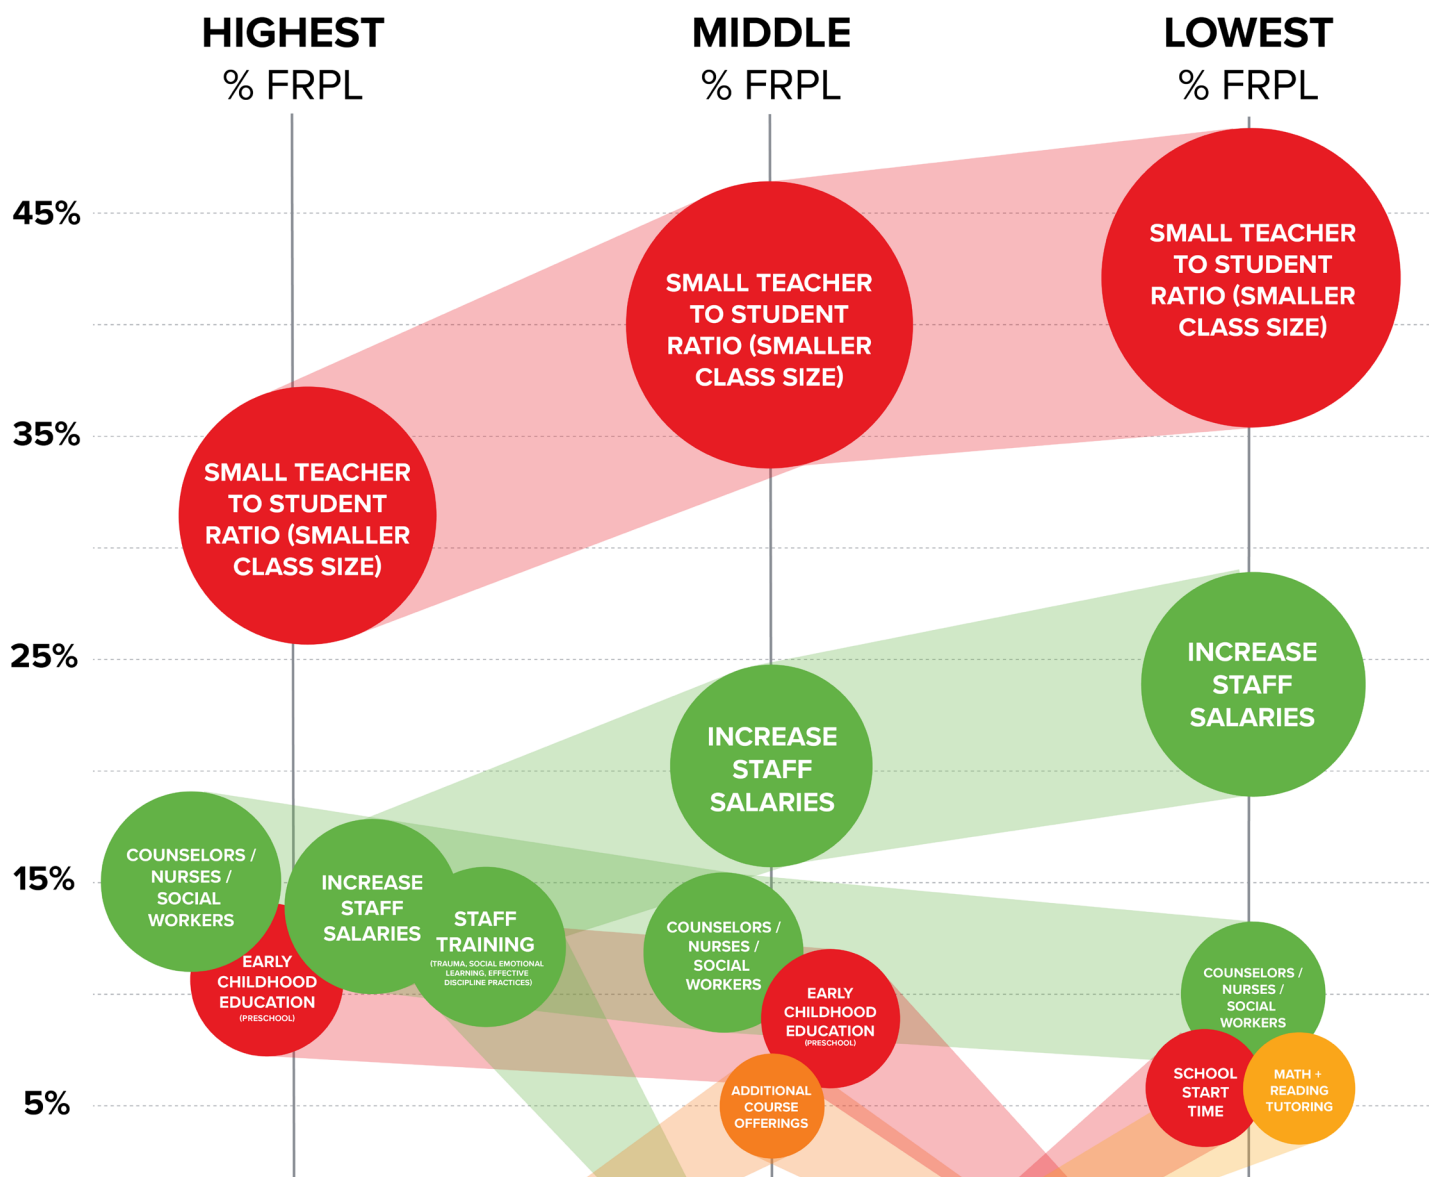 HIGHEST
% FRPL
MIDDLE
% FRPL
LOWEST
% FRPL
45%
35%
25%
15%
5%
SMALL TEACHER
TO STUDENT
RATIO (SMALLER
CLASS SIZE)
SMALL TEACHER
TO STUDENT
RATIO (SMALLER
CLASS SIZE)
SMALL TEACHER
TO STUDENT
RATIO (SMALLER
CLASS SIZE)
INCREASE
STAFF
SALARIES
INCREASE
STAFF
SALARIES
COUNSELORS /
NURSES /
SOCIAL
WORKERS
INCREASE
STAFF
SALARIES
STAFF
TRAINING
(TRAUMA, SOCIAL EMOTIONAL
LEARNING, EFFECTIVE
DISCIPLINE PRACTICES)
EARLY
CHILDHOOD
EDUCATION
(PRESCHOOL)
COUNSELORS /
NURSES /
SOCIAL
WORKERS
EARLY
CHILDHOOD
EDUCATION
(PRESCHOOL)
ADDITIONAL
COURSE
OFFERINGS
COUNSELORS /
NURSES /
SOCIAL
WORKERS
SCHOOL
START
TIME
MATH +
READING
TUTORING